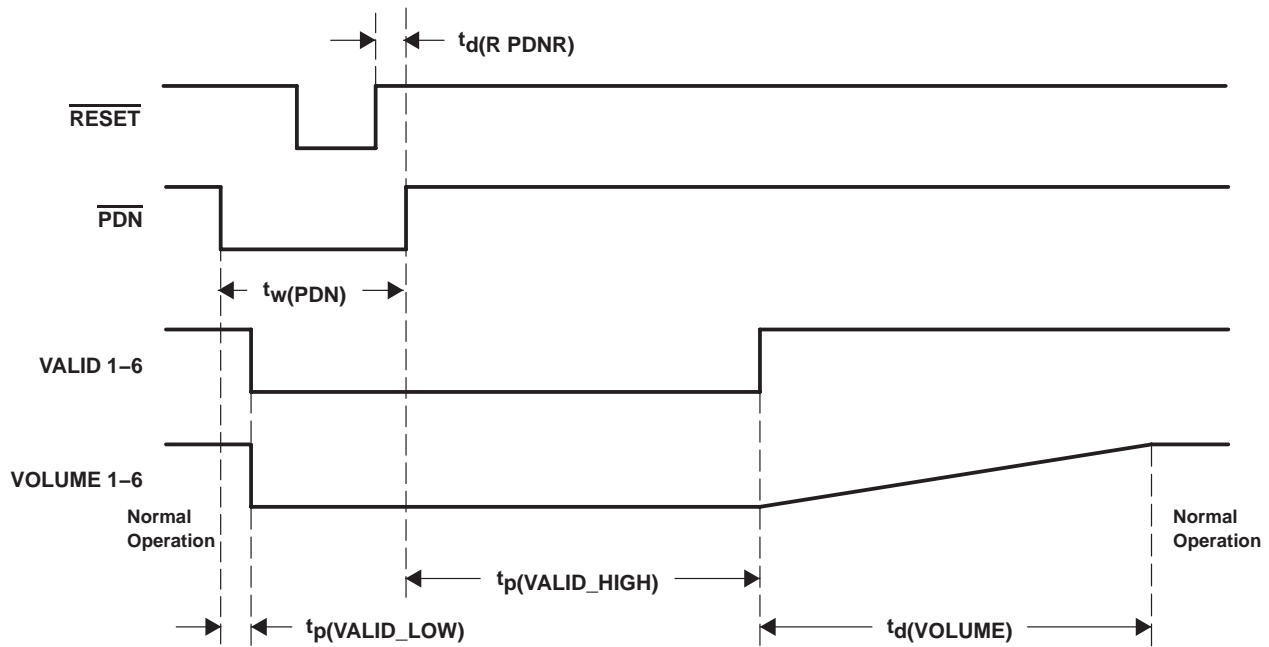 td(R PDNR)
RESET
PDN
tw(PDN)
VALID 1–6
VOLUME 1–6
Normal
Operation
Normal
Operation
tp(VALID_HIGH)
tp(VALID_LOW)
td(VOLUME)